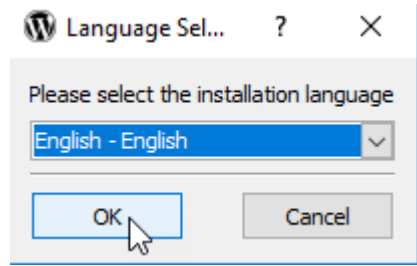 Language Sel... ?
Please select the installation language
English - English
OK Cancel